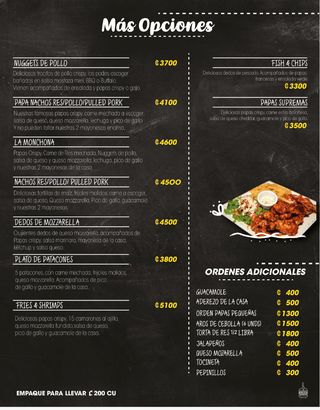 Más Opciones
NUGGETS DE POLLO ₡3700
Deliciosos trocitos de pollo crispy, los podes escoger
bañados en salsa mostaza miel, BBQ o Buffalo.
Vienen acompañados de ensalada y papas crispy o gajo
PAPA NACHOS RES/POLLO/PULLED PORK ₡4100
Nuestras famosas papas crispy, carne mechada a escoger,
salsa de queso, queso mozzarella, lechuga, pico de gallo
y no pueden faltar nuestras 2 mayonesas
LA MONCHONA ₡4600
Papas Crispy, Carne de Res mechada, Nuggets de pollo,
salsa de queso y queso mozzarella, lechuga, pico de gallo
y nuestras 2 mayonesas de la casa.
NACHOS RES/POLLO/ PULLED PORK ₡4500
Deliciosas tortillas de maíz, frijoles molidos, carne a escoger,
salsa de queso, Queso mozzarella, Pico de gallo, guacamole
y nuestras 2 mayonesas
DEDOS DE MOZZARELLA ₡4500
Crujientes dedos de queso mozzarella, acompañados de
Papas crispy, salsa marinara, mayonesa de la casa,
ketchup y salsa queso.
PLATO DE PATACONES ₡3800
5 patacones, con carne mechada, frijoles molidos,
queso mozzarella. Acompañados de pico
de gallo y guacamole de la casa.
FRIES & SHRIMPS ₡5100
Deliciosas papas crispy, 15 camarones al ajillo,
queso mozzarella fundido, salsa de queso,
pico de gallo y guacamole de la casa.
EMPAQUE PARA LLEVAR ₡ 200 CU
FISH & CHIPS
Deliciosos dedos de pescado, Acompañados de papas
francesas y ensalada verde
₡3300
PAPAS SUPREMAS
Deliciosas papas crispy, carne estilo boloñesa,
salsa de queso cheddar, guacamole y pico de gallo
₡3500
ORDENES ADICIONALES
GUACAMOLE ₡ 400
ADEREZO DE LA CASA ₡ 500
ORDEN PAPAS PEQUEÑAS ₡ 1300
AROS DE CEBOLLA (6 UNID) ₡ 1500
TORTA DE RES 1/2 LIBRA ₡ 1800
JALAPEÑOS ₡ 400
QUESO MOZARELLA ₡ 500
TOCINETA ₡ 400
PEPINILLOS ₡ 300